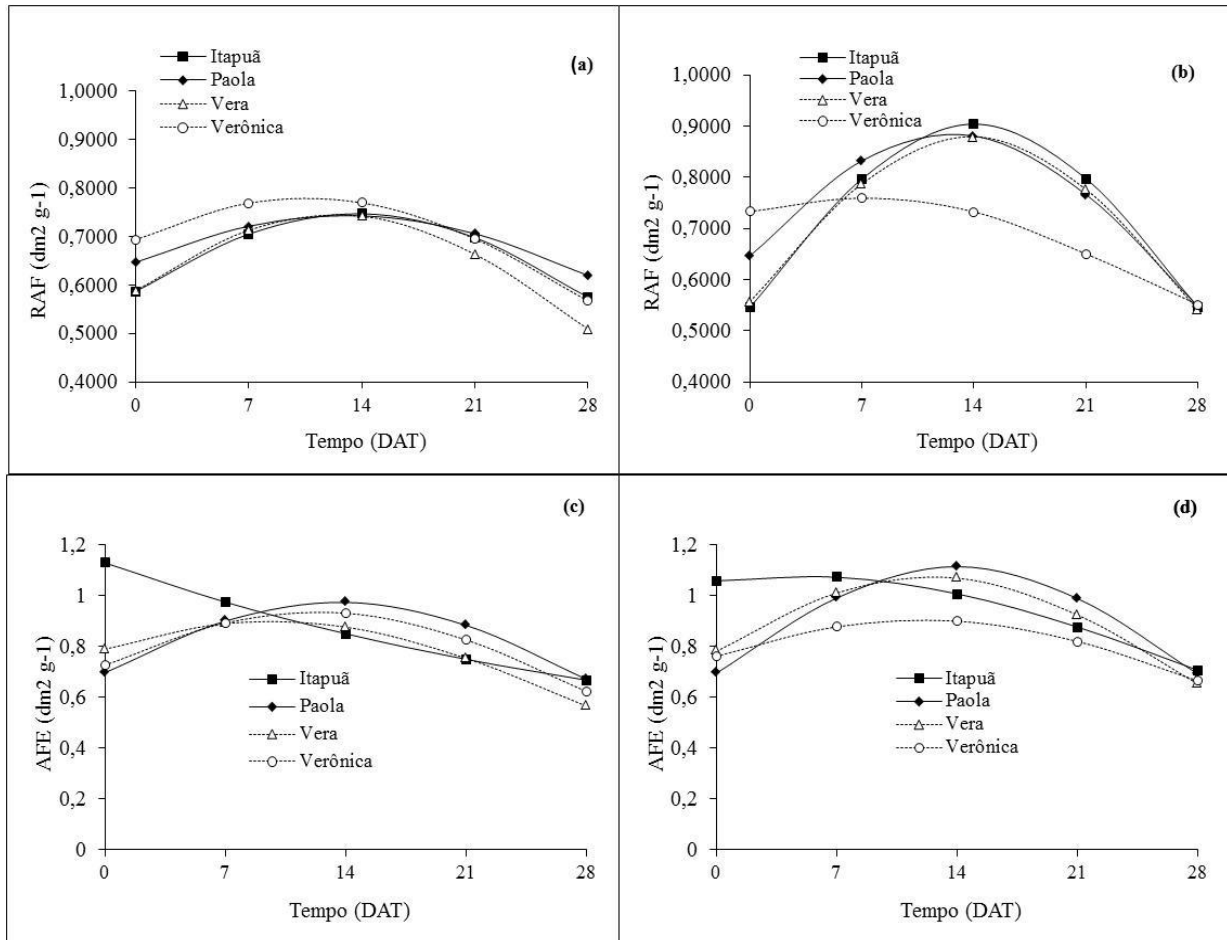 (a)
Itapuã
Paola
Vera
Verônica
1,0000
0,9000
0,8000
0,7000
0,6000
0,5000
0,4000
RAF (dm2 g-1)
0 7 14 21 28
Tempo (DAT)
(b)
Itapuã
Paola
Vera
Verônica
1,0000
0,9000
0,8000
0,7000
0,6000
0,5000
0,4000
RAF (dm2 g-1)
0 7 14 21 28
Tempo (DAT)
(c)
1,2
1
0,8
0,6
0,4
0,2
0
AFE (dm2 g-1)
Itapuã
Paola
Vera
Verônica
0 7 14 21 28
Tempo (DAT)
(d)
1,2
1
0,8
0,6
0,4
0,2
0
AFE (dm2 g-1)
Itapuã
Paola
Vera
Verônica
0 7 14 21 28
Tempo (DAT)